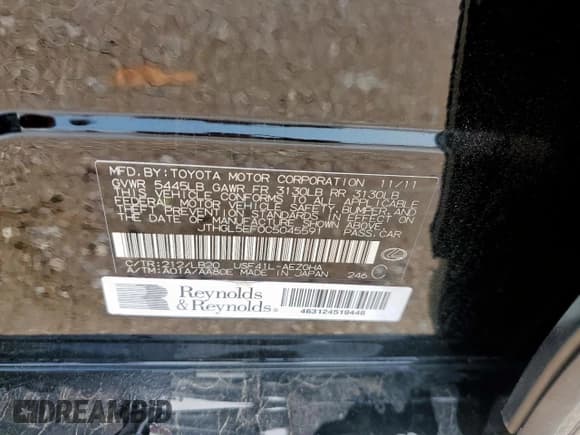 MFD. BY: TOYOTA MOTOR CORPORATION 11/11
GVWR 5445LB GAWR FR 3130LB RR 3130LB
THIS VEHICLE CONFORMS TO ALL APPLICABLE
FEDERAL MOTOR VEHICLE SAFETY, BUMPER, AND
THEFT PREVENTION STANDARDS IN EFFECT ON
THE DATE OF MANUFACTURE SHOWN ABOVE.
JTHGL5EF0C5045591 PASS.CAR
C/TR:212/LB20 USF41L-AEZGHA
A/TM:A01A/AA80E MADE IN JAPAN 246
Reynolds
& Reynolds®
463124519446
DREAMBID